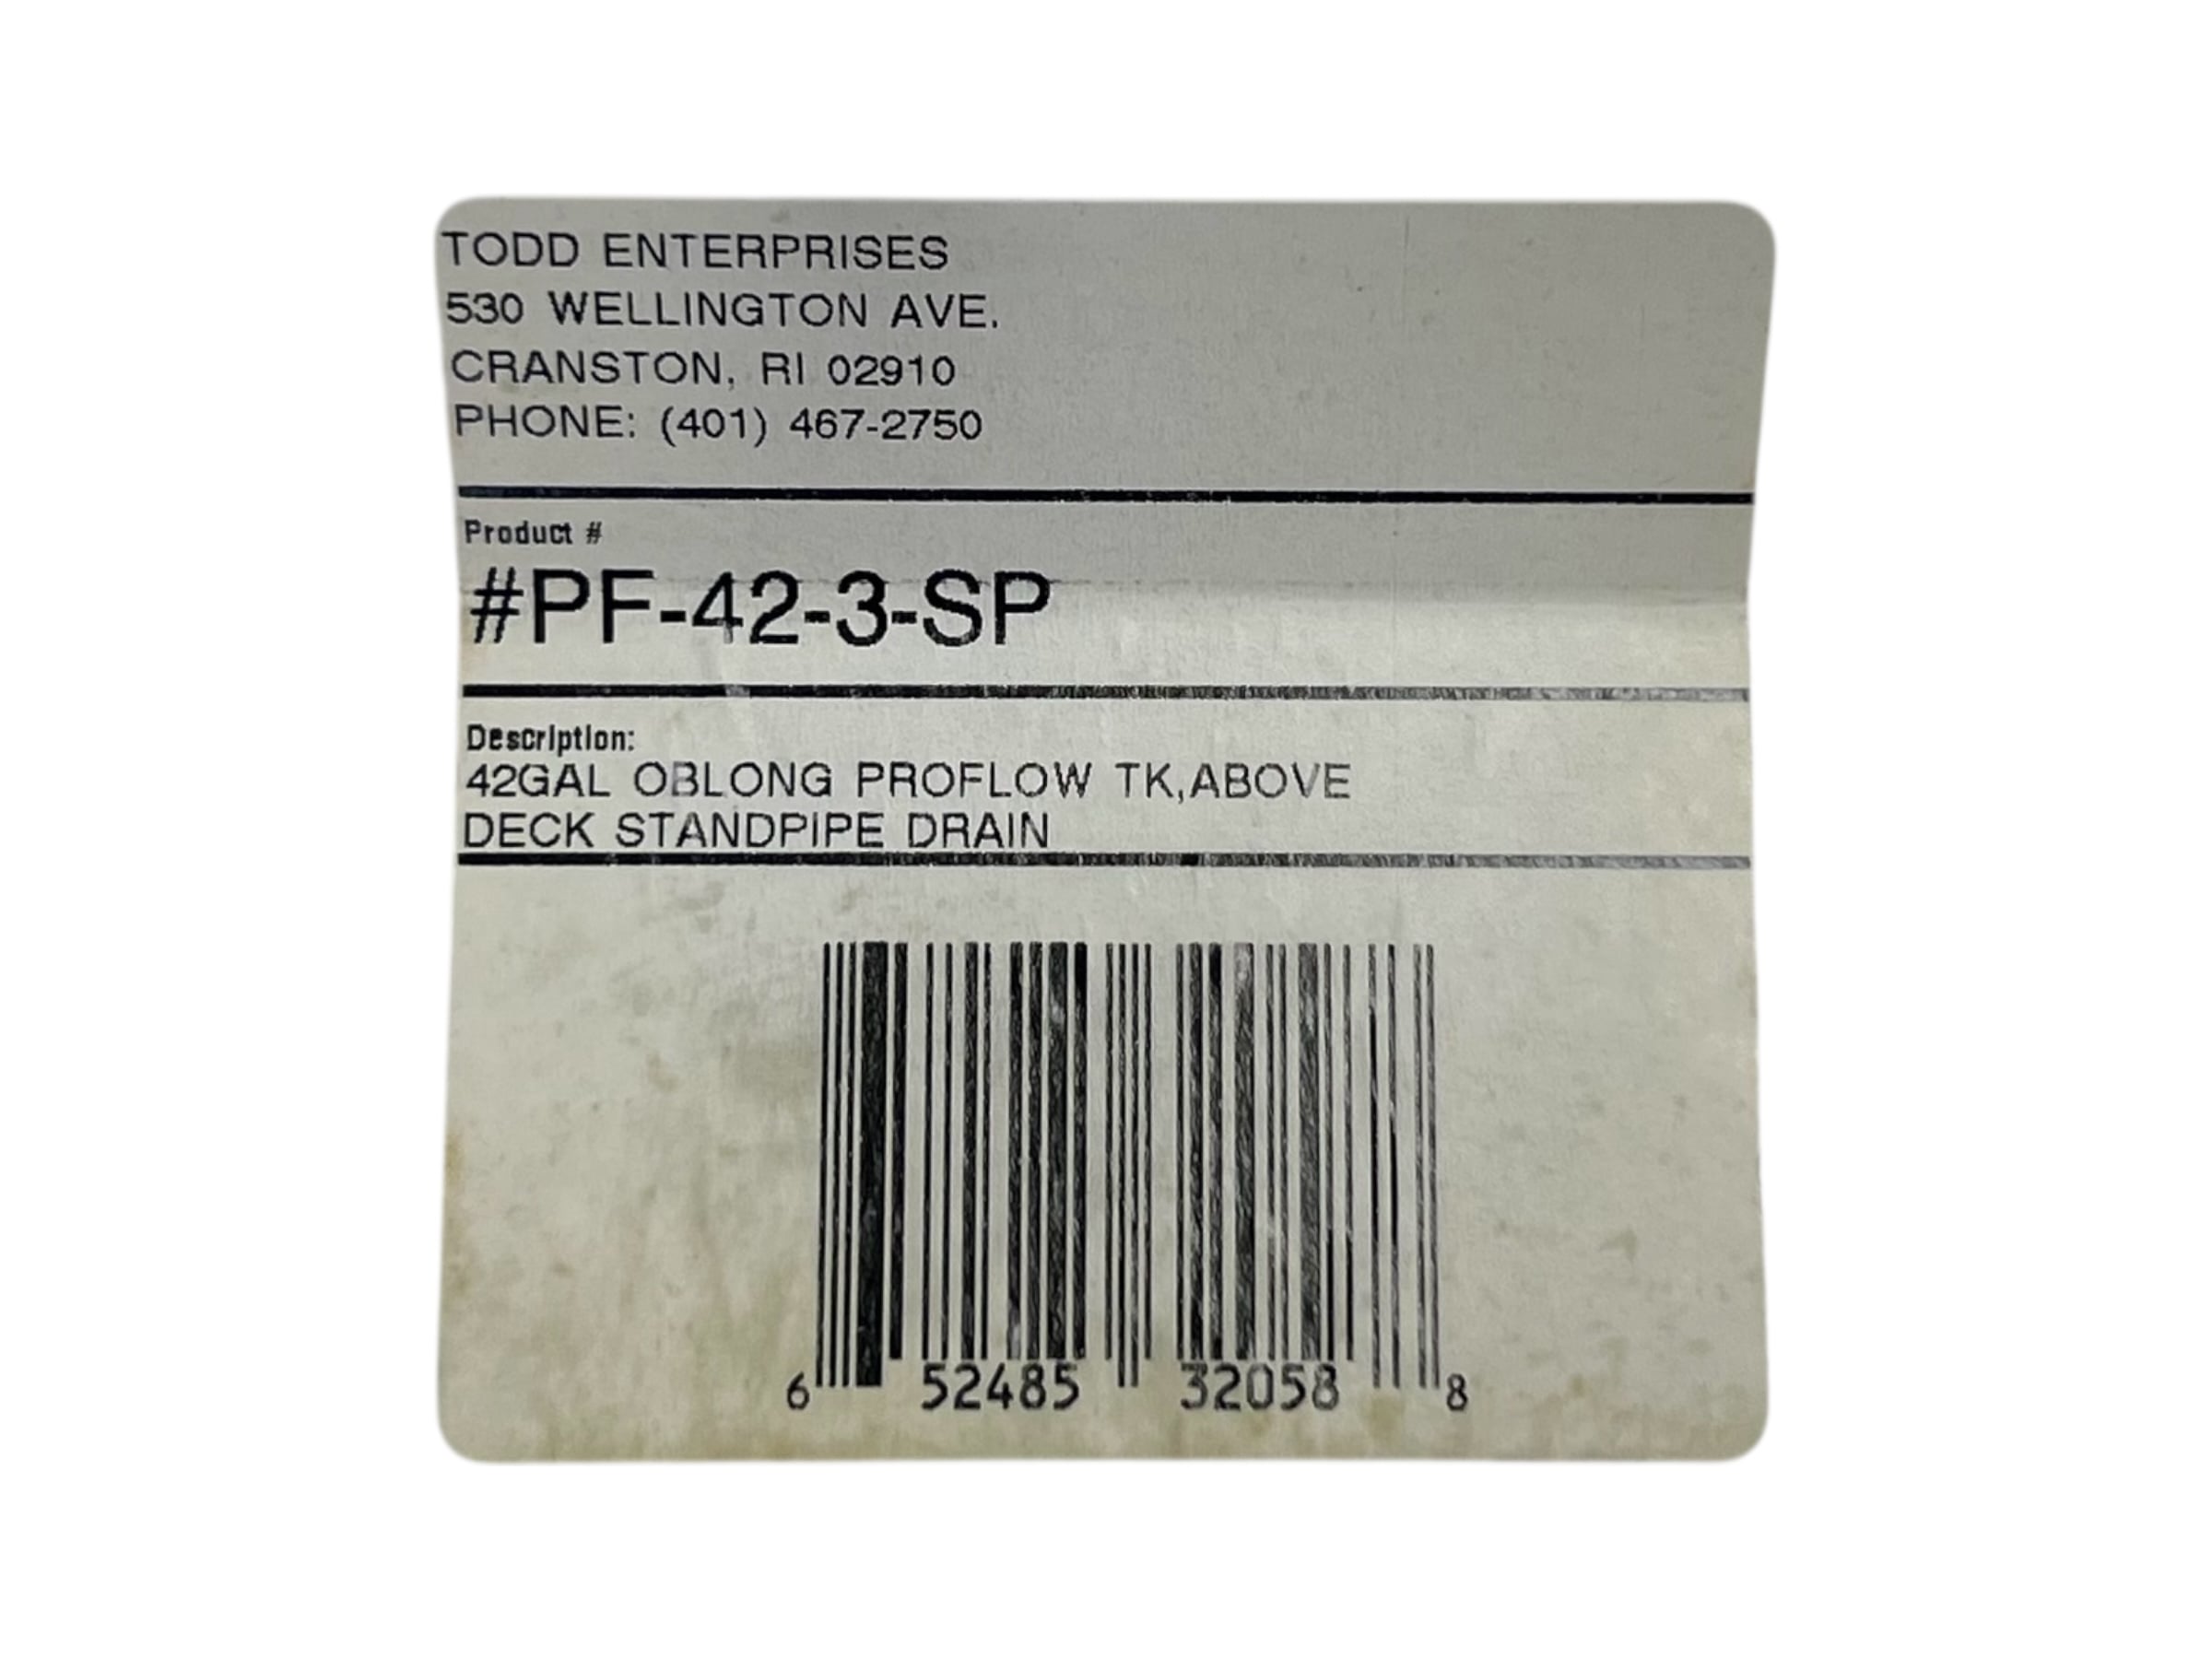 TODD ENTERPRISES
530 WELLINGTON AVE.
CRANSTON, RI 02910
PHONE: (401) 467-2750
Product #
#PF-42-3-SP
Description:
42GAL OBLONG PROFLOW TK,ABOVE
DECK STANDPIPE DRAIN
6 52485 32058 8